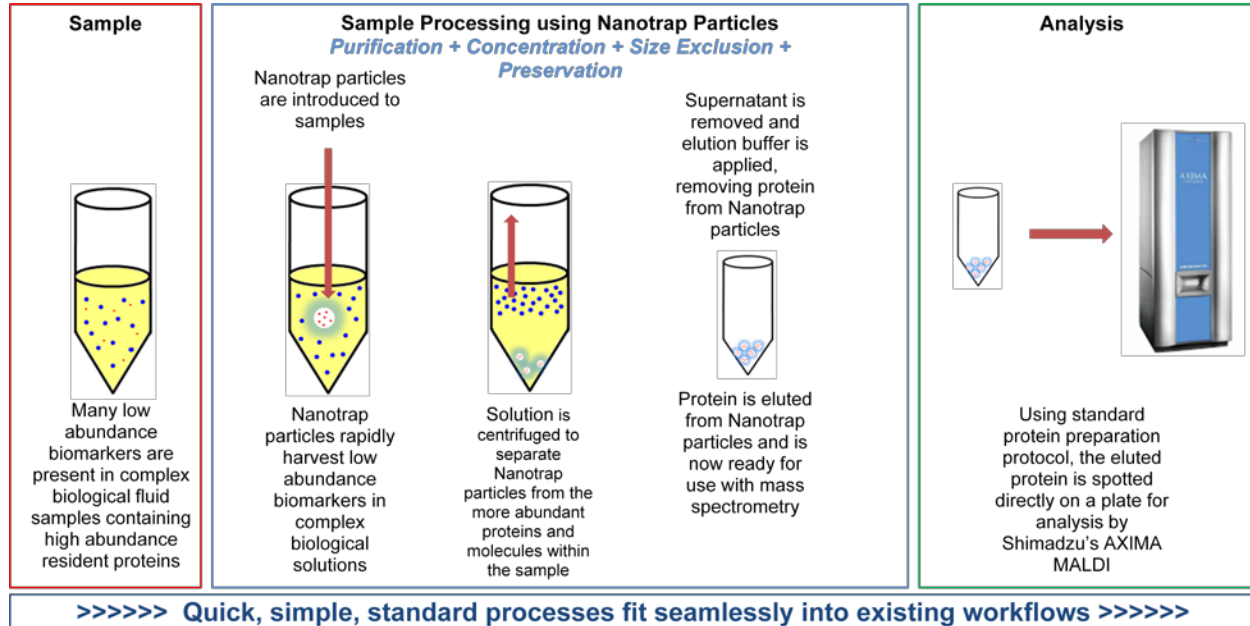 Sample
Many low
abundance
biomarkers are
present in complex
biological fluid
samples containing
high abundance
resident proteins
Sample Processing using Nanotrap Particles
Purification + Concentration + Size Exclusion +
Preservation
Nanotrap particles
are introduced to
samples
Nanotrap
particles rapidly
harvest low
abundance
biomarkers in
complex
biological
solutions
Solution is
centrifuged to
separate
Nanotrap
particles from the
more abundant
proteins and
molecules within
the sample
Supernatant is
removed and
elution buffer is
applied,
removing protein
from Nanotrap
particles
Protein is eluted
from Nanotrap
particles and is
now ready for
use with mass
spectrometry
Analysis
AXIMA
Using standard
protein preparation
protocol, the eluted
protein is spotted
directly on a plate for
analysis by
Shimadzu's AXIMA
MALDI
>>>>>> Quick, simple, standard processes fit seamlessly into existing workflows >>>>>>